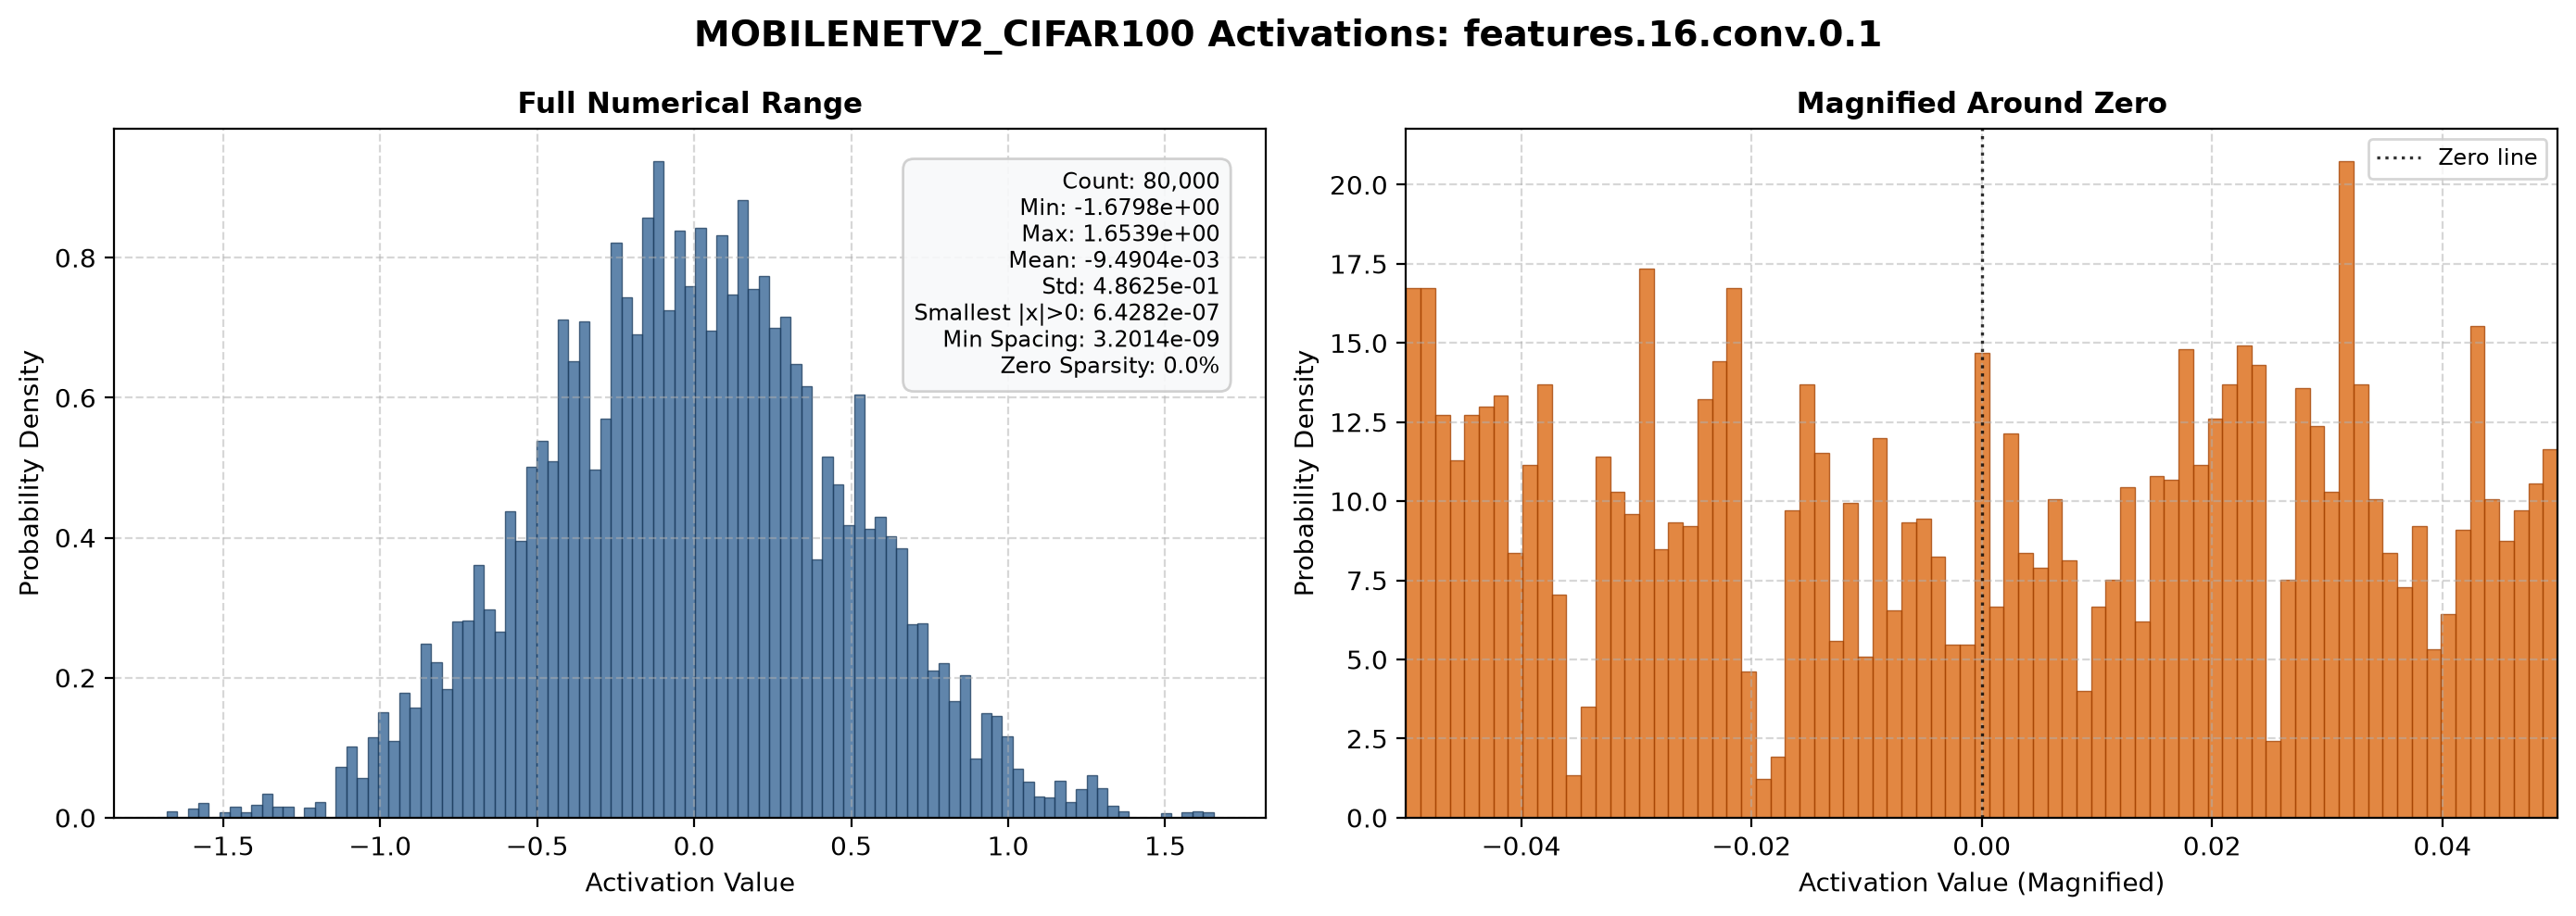 MOBILENETV2_CIFAR100 Activations: features.16.conv.0.1
Full Numerical Range
Probability Density
0.8
0.6
0.4
0.2
0.0
Count: 80,000
Min: -1.6798e+00
Max: 1.6539e+00
Mean: -9.4904e-03
Std: 4.8625e-01
Smallest |x|>0: 6.4282e-07
Min Spacing: 3.2014e-09
Zero Sparsity: 0.0%
−1.5 −1.0 −0.5 0.0 0.5 1.0 1.5
Activation Value
Magnified Around Zero
Probability Density
20.0
17.5
15.0
12.5
10.0
7.5
5.0
2.5
0.0
Zero line
−0.04 −0.02 0.00 0.02 0.04
Activation Value (Magnified)